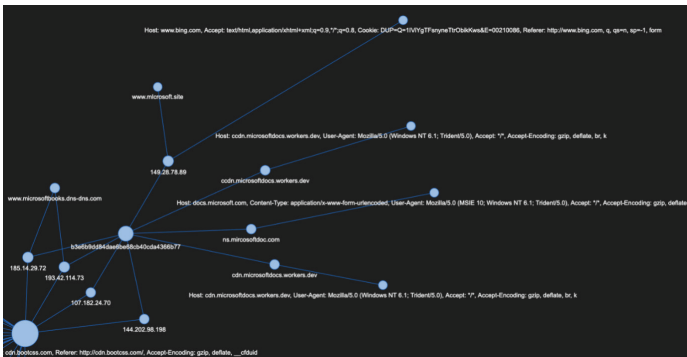 Host: www.bing.com, Accept: text/html,application/xhtml+xml;q=0.9,*/*;q=0.8, Cookie: DUP=Q=1IVlYgTFsnyneTtrObikKws&E=00210086, Referer: http://www.bing.com, q, qs=n, sp=-1, form
www.mlcrosoft.site
Host: ccdn.microsoftdocs.workers.dev, User-Agent: Mozilla/5.0 (Windows NT 6.1; Trident/5.0), Accept: */*, Accept-Encoding: gzip, deflate, br, k
149.28.78.89
ccdn.microsoftdocs.workers.dev
www.microsoftbooks.dns-dns.com
Host: docs.microsoft.com, Content-Type: application/x-www-form-urlencoded, User-Agent: Mozilla/5.0 (MSIE 10; Windows NT 6.1; Trident/5.0), Accept: */*, Accept-Encoding: gzip, deflate
ns.mircosoftdoc.com
b3e6b9dd84dae6be68cb40cda4366b77
185.14.29.72
193.42.114.73
cdn.microsoftdocs.workers.dev
107.182.24.70
Host: cdn.microsoftdocs.workers.dev, User-Agent: Mozilla/5.0 (Windows NT 6.1; Trident/5.0), Accept: */*, Accept-Encoding: gzip, deflate, br, k
144.202.98.198
cdn.bootcss.com, Referer: http://cdn.bootcss.com/, Accept-Encoding: gzip, deflate, __cfduid